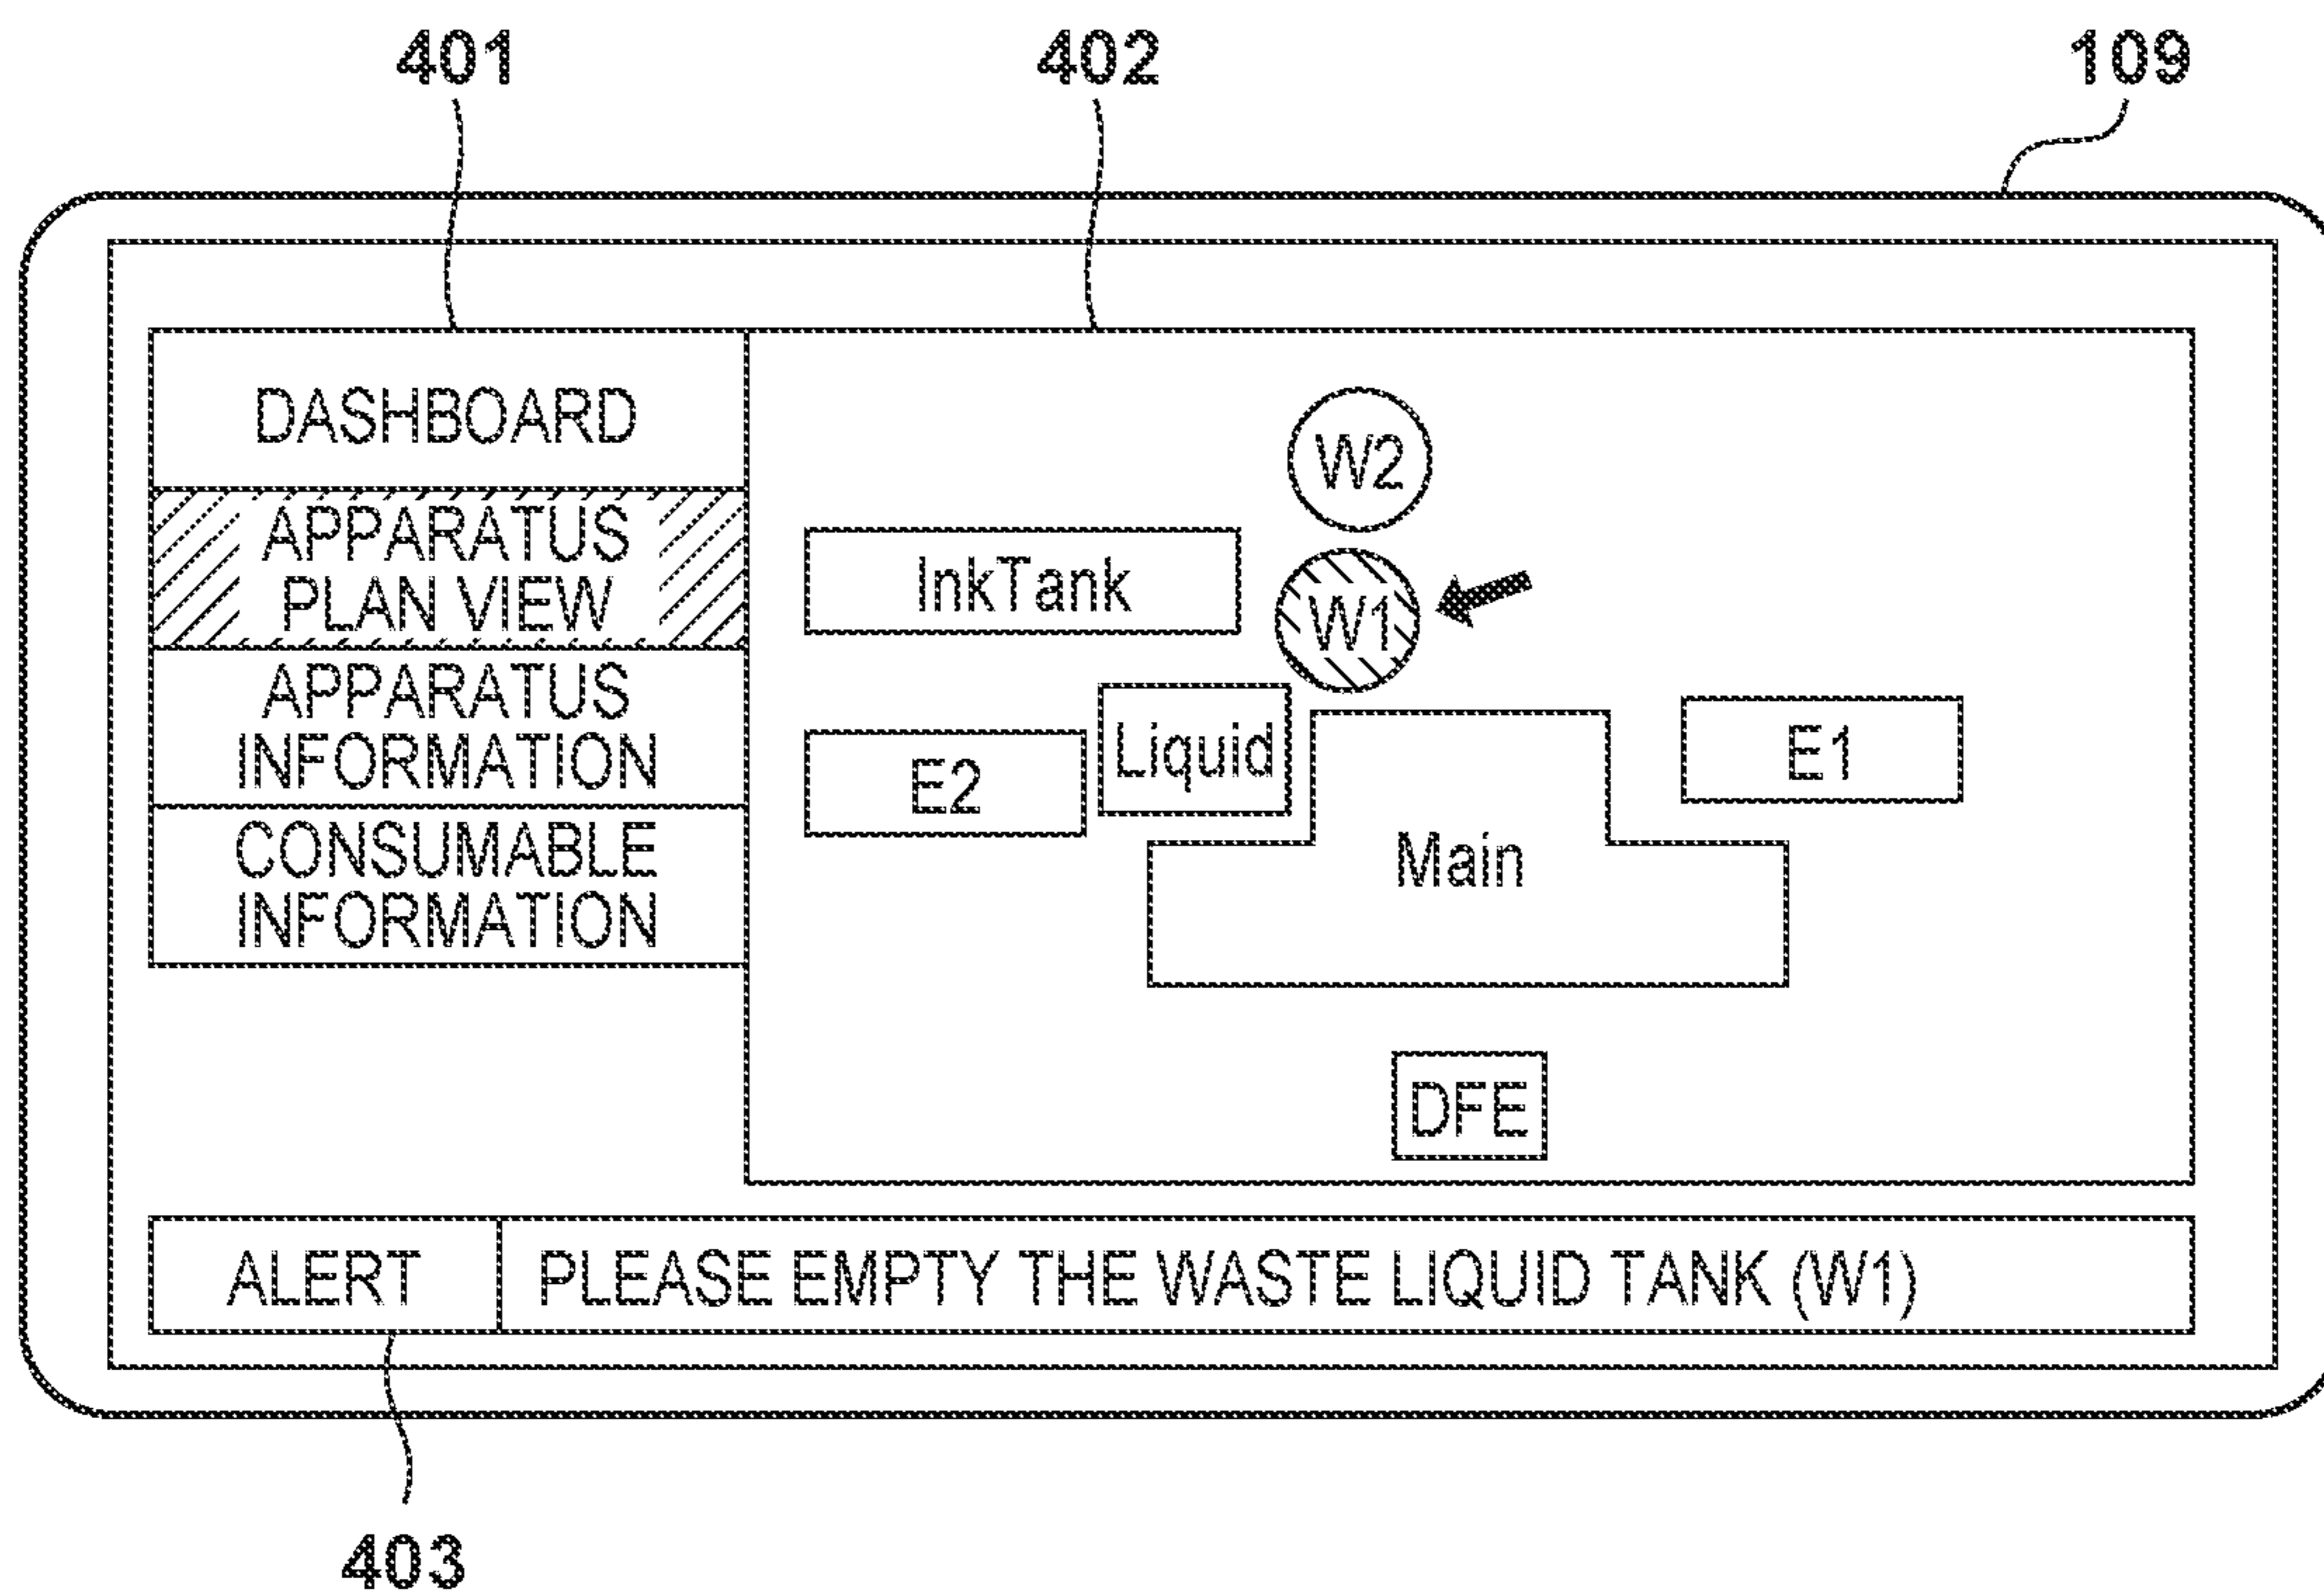 401
402
109
DASHBOARD
APPARATUS
PLAN VIEW
APPARATUS
INFORMATION
CONSUMABLE
INFORMATION
W2
InkTank
W1
Liquid
E2
E1
Main
DFE
ALERT
PLEASE EMPTY THE WASTE LIQUID TANK (W1)
403